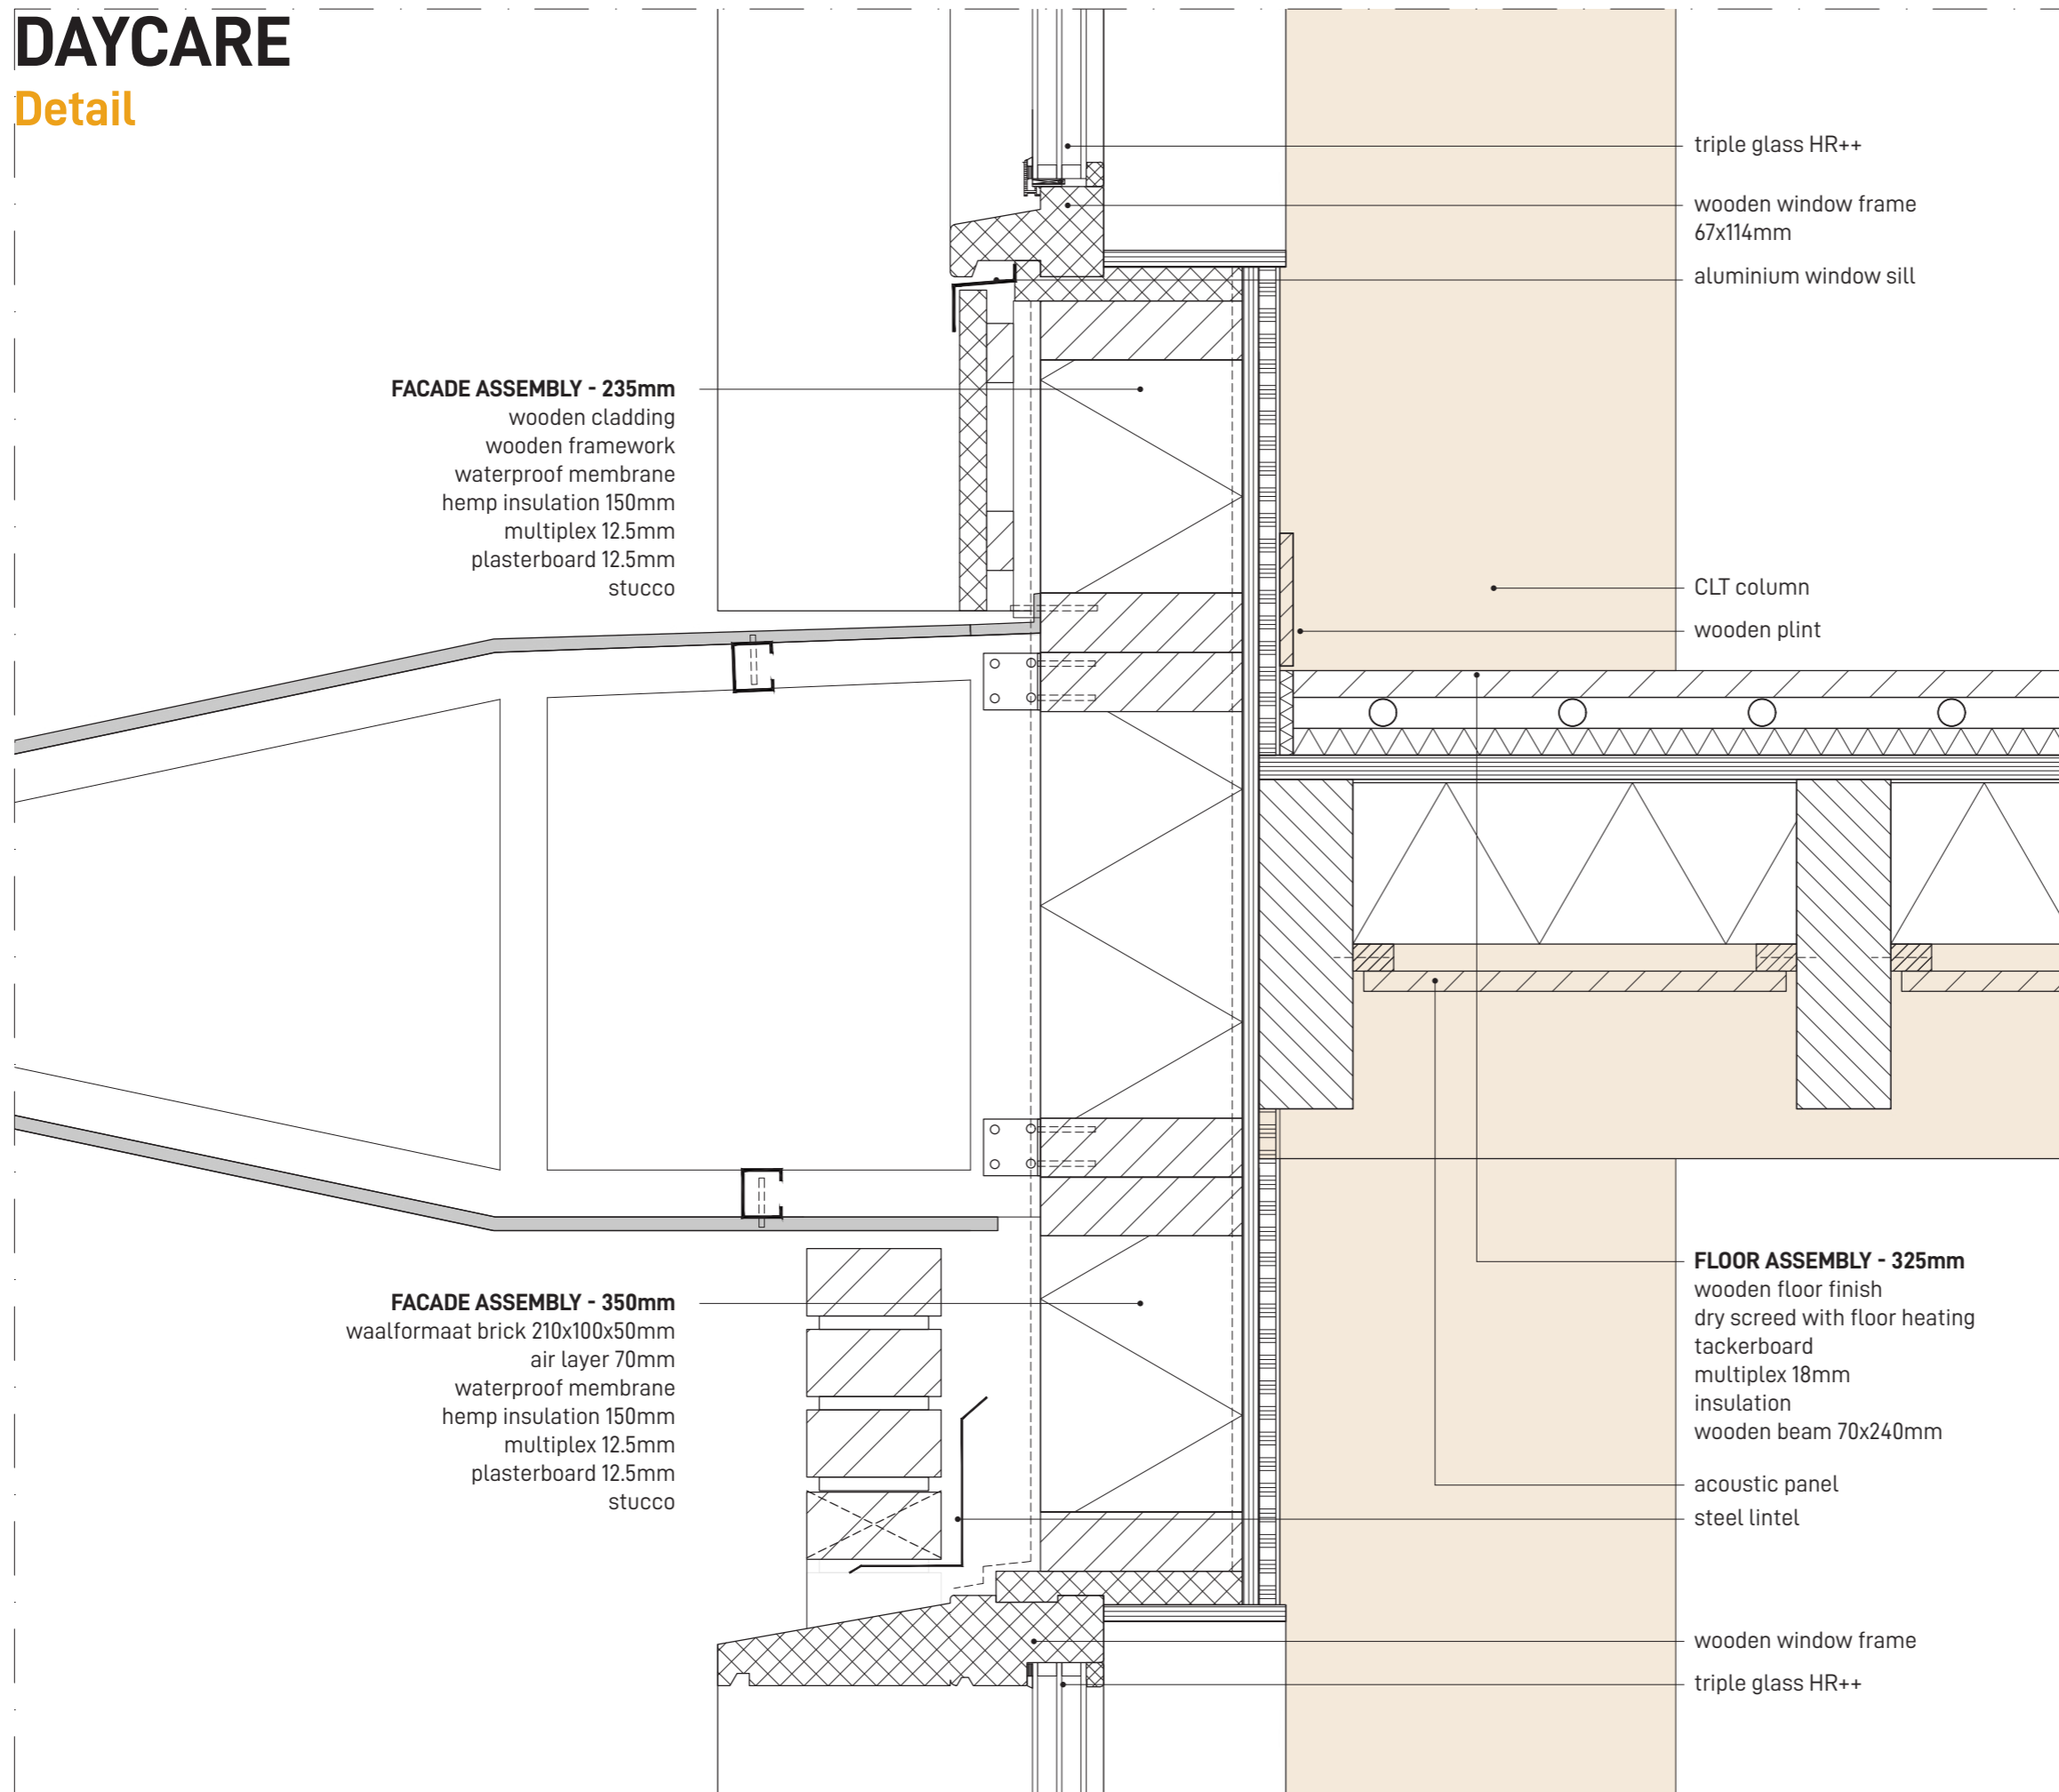 DAYCARE
Detail
triple glass HR++
wooden window frame
67x114mm
aluminium window sill
FACADE ASSEMBLY - 235mm
wooden cladding
wooden framework
waterproof membrane
hemp insulation 150mm
multiplex 12.5mm
plasterboard 12.5mm
stucco
CLT column
wooden plint
FACADE ASSEMBLY - 350mm
waalformaat brick 210x100x50mm
air layer 70mm
waterproof membrane
hemp insulation 150mm
multiplex 12.5mm
plasterboard 12.5mm
stucco
FLOOR ASSEMBLY - 325mm
wooden floor finish
dry screed with floor heating
tackerboard
multiplex 18mm
insulation
wooden beam 70x240mm
acoustic panel
steel lintel
wooden window frame
triple glass HR++